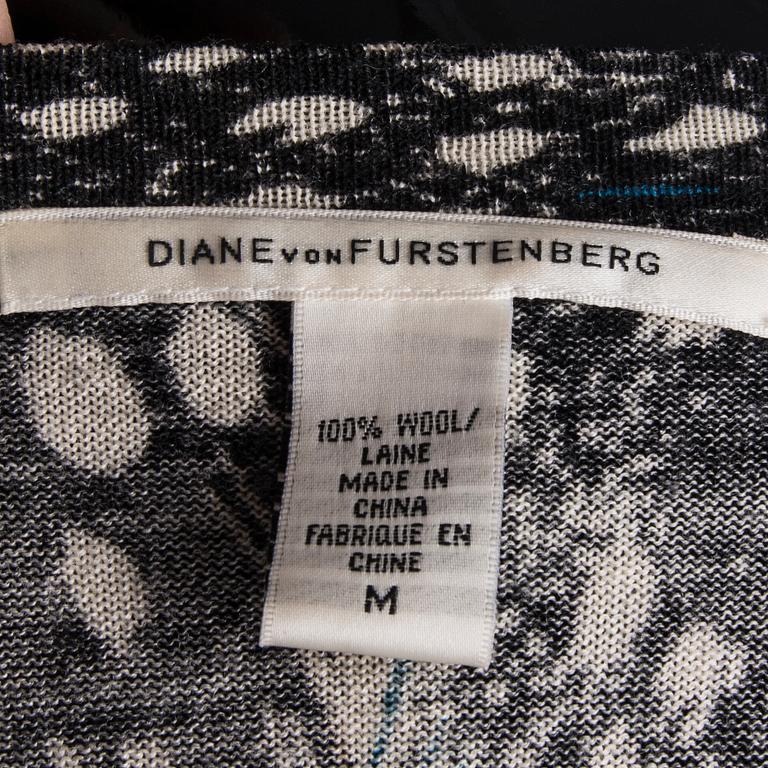 DIANE VON FURSTENBERG
100% WOOL/
LAINE
MADE IN
CHINA
FABRIQUE EN
CHINE
M